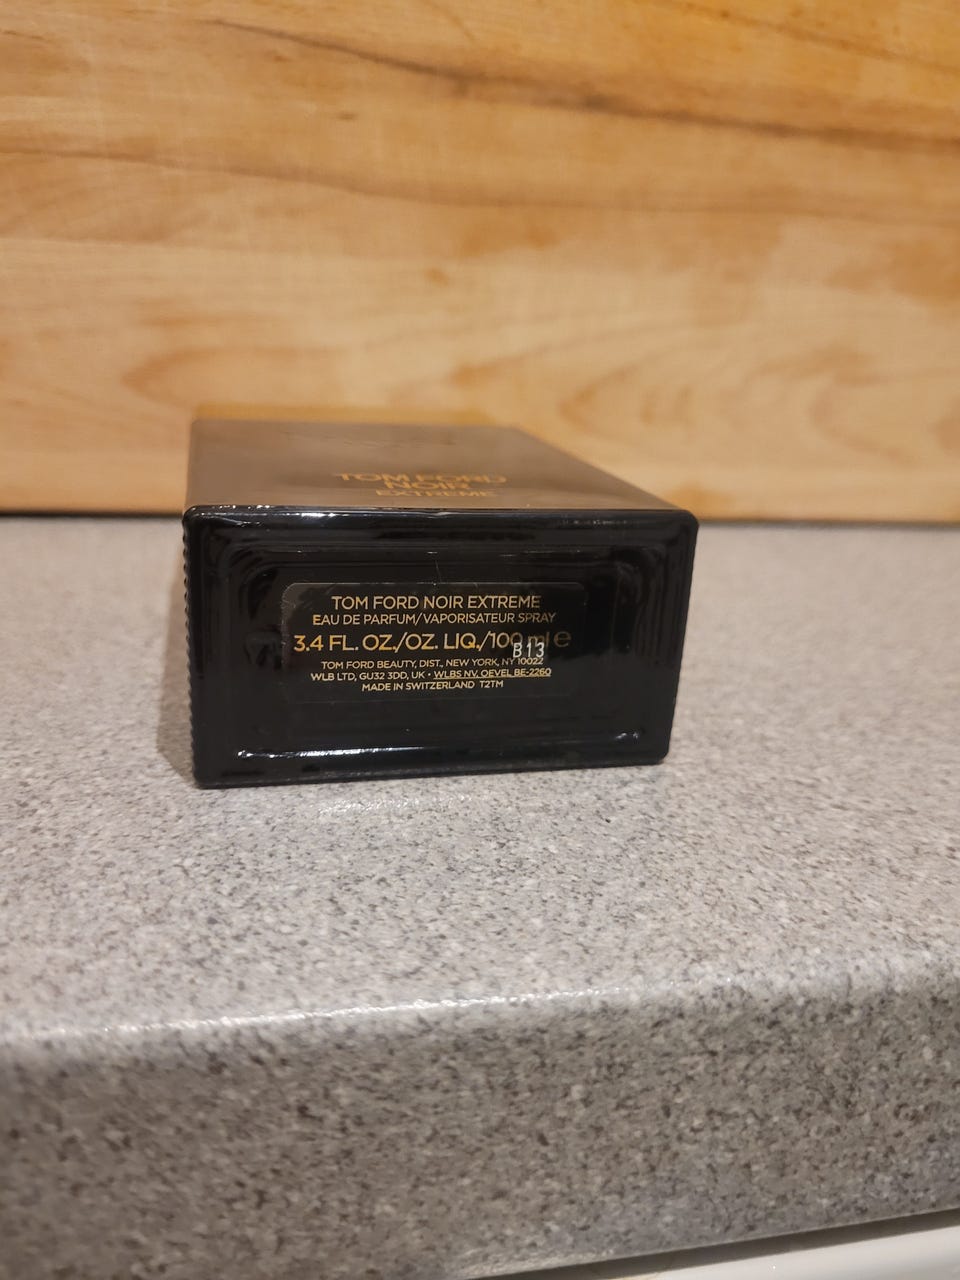 TOM FORD
NOIR
EXTREME
TOM FORD NOIR EXTREME
EAU DE PARFUM/VAPORISATEUR SPRAY
3.4 FL. OZ./OZ. LIQ./100 ml e
B13
TOM FORD BEAUTY, DIST., NEW YORK, NY 10022
WLB LTD, GU32 3DD, UK • WLBS NV, OEVEL BE-2260
MADE IN SWITZERLAND T2TM